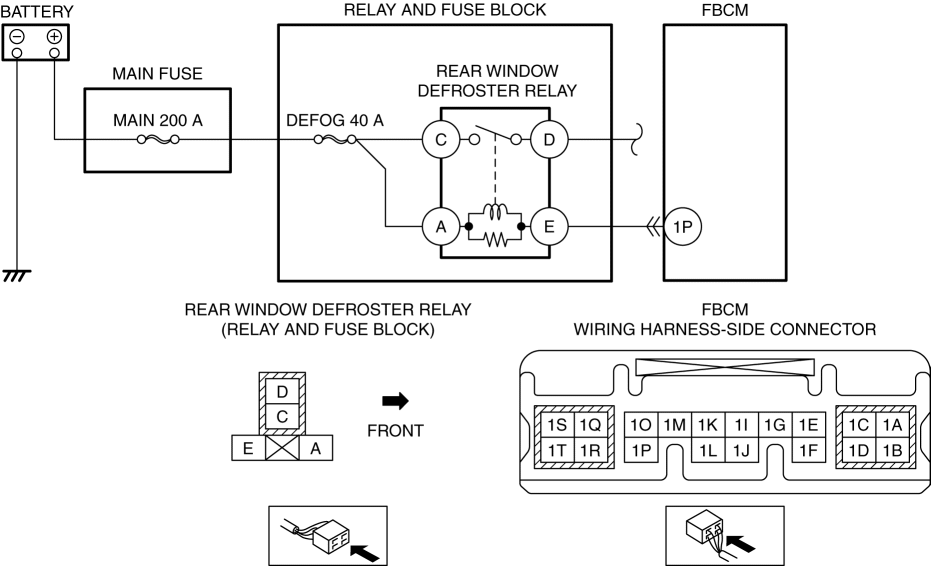 BATTERY
RELAY AND FUSE BLOCK
FBCM
− +
MAIN FUSE
REAR WINDOW
DEFROSTER RELAY
MAIN 200 A
DEFOG 40 A
C
D
A
E
1P
REAR WINDOW DEFROSTER RELAY
(RELAY AND FUSE BLOCK)
FBCM
WIRING HARNESS-SIDE CONNECTOR
D
C
E A
FRONT
1S 1Q 1O 1M 1K 1I 1G 1E 1C 1A
1T 1R 1P 1L 1J 1F 1D 1B